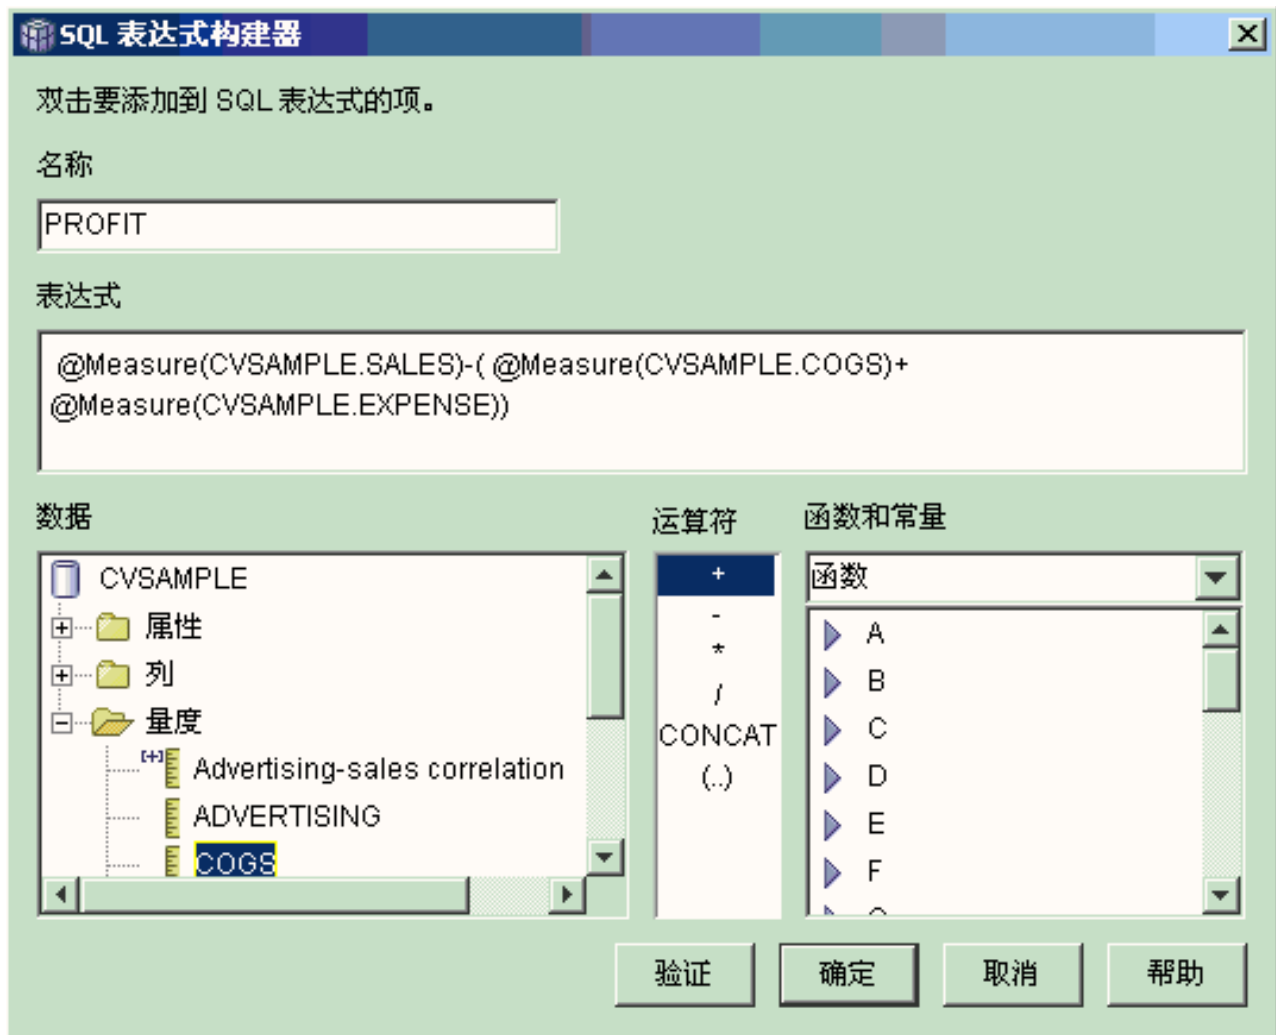 SQL 表达式构建器
双击要添加到 SQL 表达式的项。
名称
PROFIT
表达式
@Measure(CVSAMPLE.SALES)-( @Measure(CVSAMPLE.COGS)+
@Measure(CVSAMPLE.EXPENSE))
数据
CVSAMPLE
属性
列
量度
Advertising-sales correlation
ADVERTISING
COGS
运算符
+
-
*
/
CONCAT
(..)
函数和常量
函数
A
B
C
D
E
F
验证
确定
取消
帮助